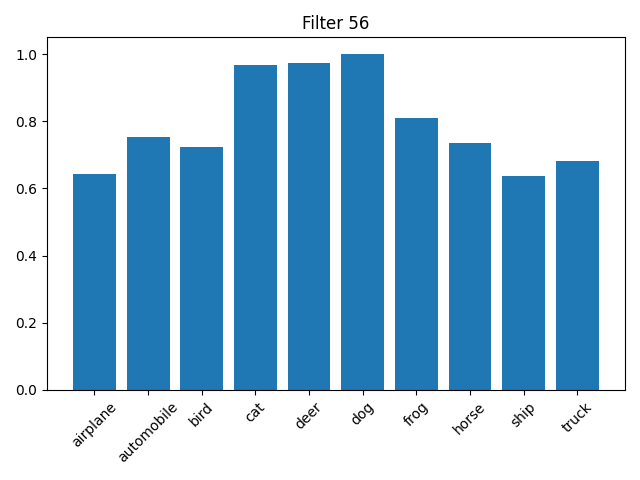 Filter 56
1.0
0.8
0.6
0.4
0.2
0.0
airplane
automobile
bird
cat
deer
dog
frog
horse
ship
truck